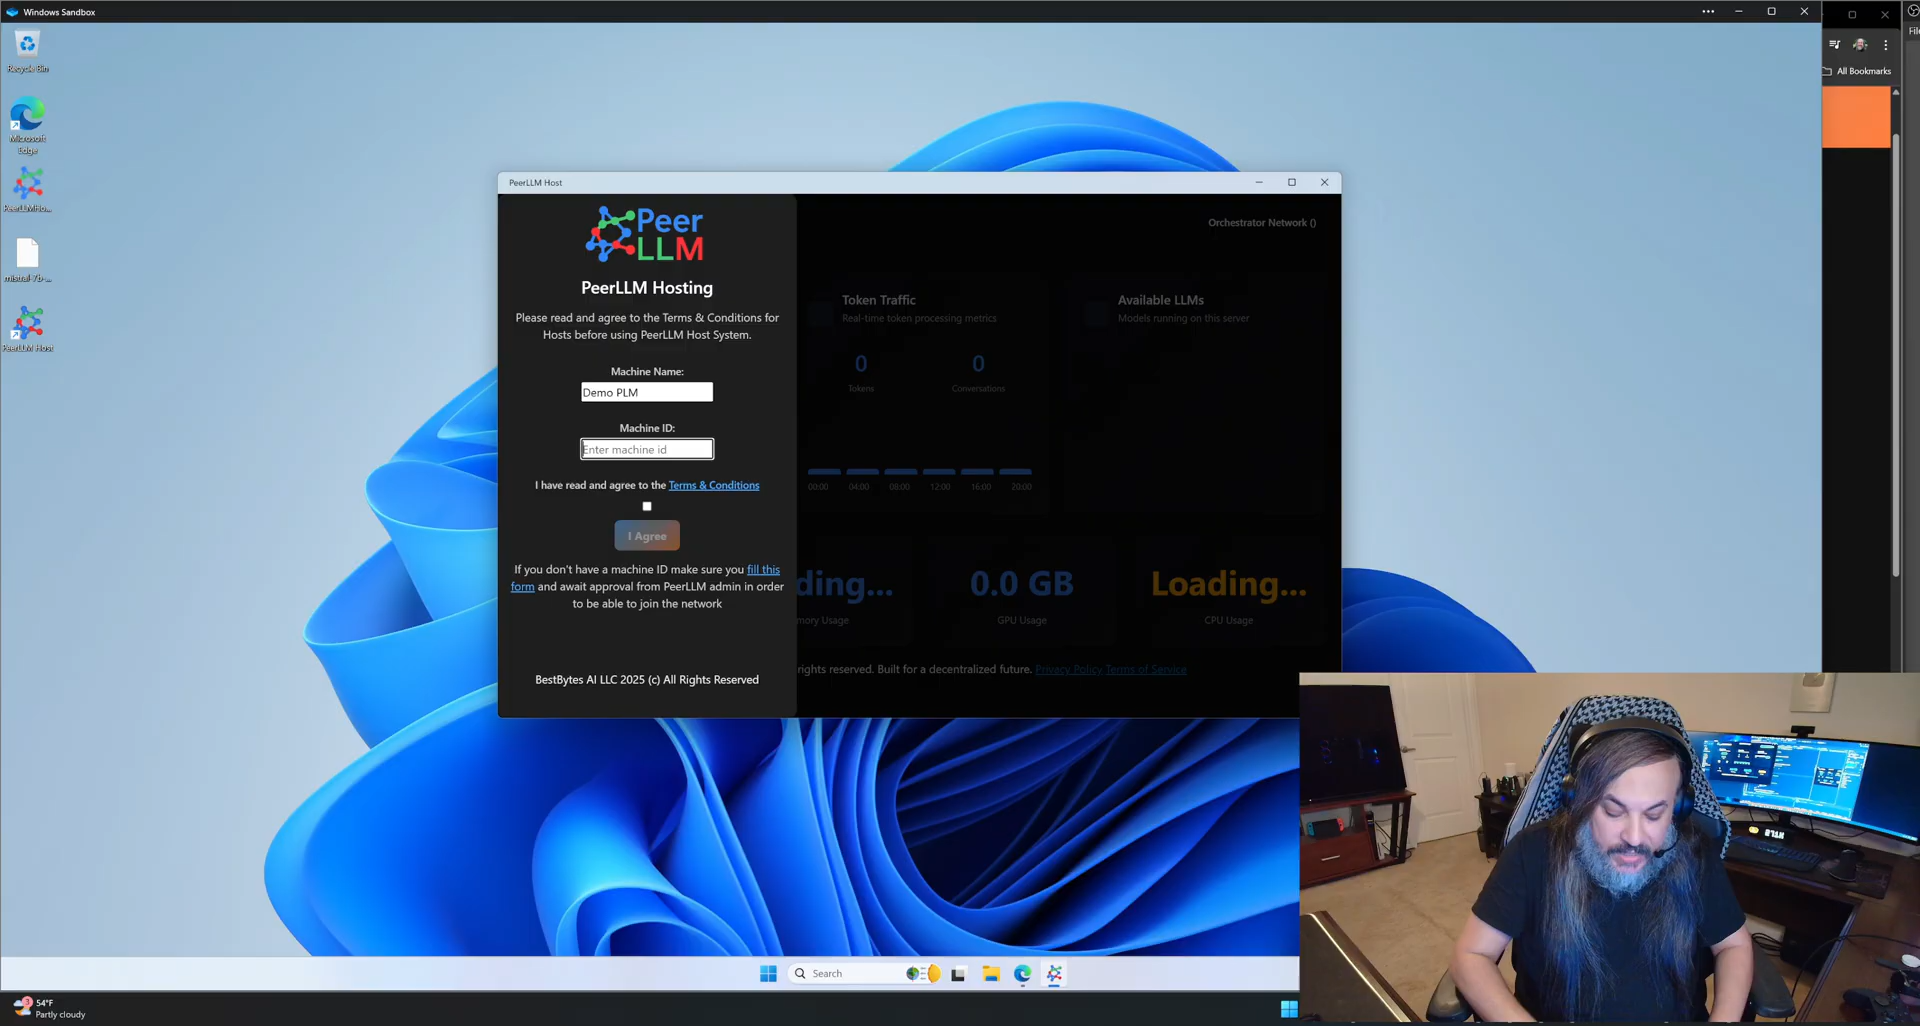 Windows Sandbox
File
All Bookmarks
Recycle Bin
Microsoft
Edge
PeerLLMHo...
mistral-7b-...
PeerLLM Host
PeerLLM Host
Peer
LLM
PeerLLM Hosting
Please read and agree to the Terms & Conditions for
Hosts before using PeerLLM Host System.
Machine Name:
Demo PLM
Machine ID:
Enter machine id
I have read and agree to the Terms & Conditions
I Agree
If you don't have a machine ID make sure you fill this
form and await approval from PeerLLM admin in order
to be able to join the network
BestBytes AI LLC 2025 (c) All Rights Reserved
Orchestrator Network ()
Token Traffic
Real-time token processing metrics
0
Tokens
0
Conversations
00:00 04:00 08:00 12:00 16:00 20:00
Available LLMs
Models running on this server
ding...
mory Usage
0.0 GB
GPU Usage
Loading...
CPU Usage
rights reserved. Built for a decentralized future. Privacy Policy Terms of Service
Search
3
54°F
Partly cloudy